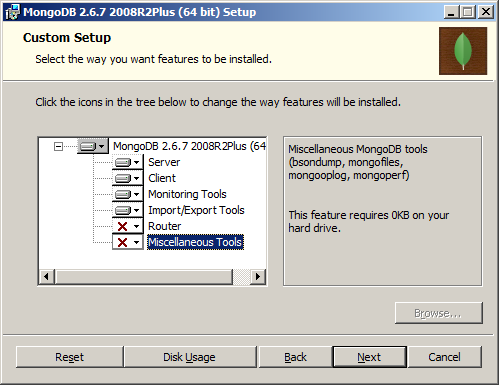 MongoDB 2.6.7 2008R2Plus (64 bit) Setup
Custom Setup
Select the way you want features to be installed.
Click the icons in the tree below to change the way features will be installed.
MongoDB 2.6.7 2008R2Plus (64
Server
Client
Monitoring Tools
Import/Export Tools
Router
Miscellaneous Tools
Miscellaneous MongoDB tools
(bsondump, mongofiles,
mongooplog, mongoperf)
This feature requires 0KB on your
hard drive.
Browse...
Reset
Disk Usage
Back
Next
Cancel